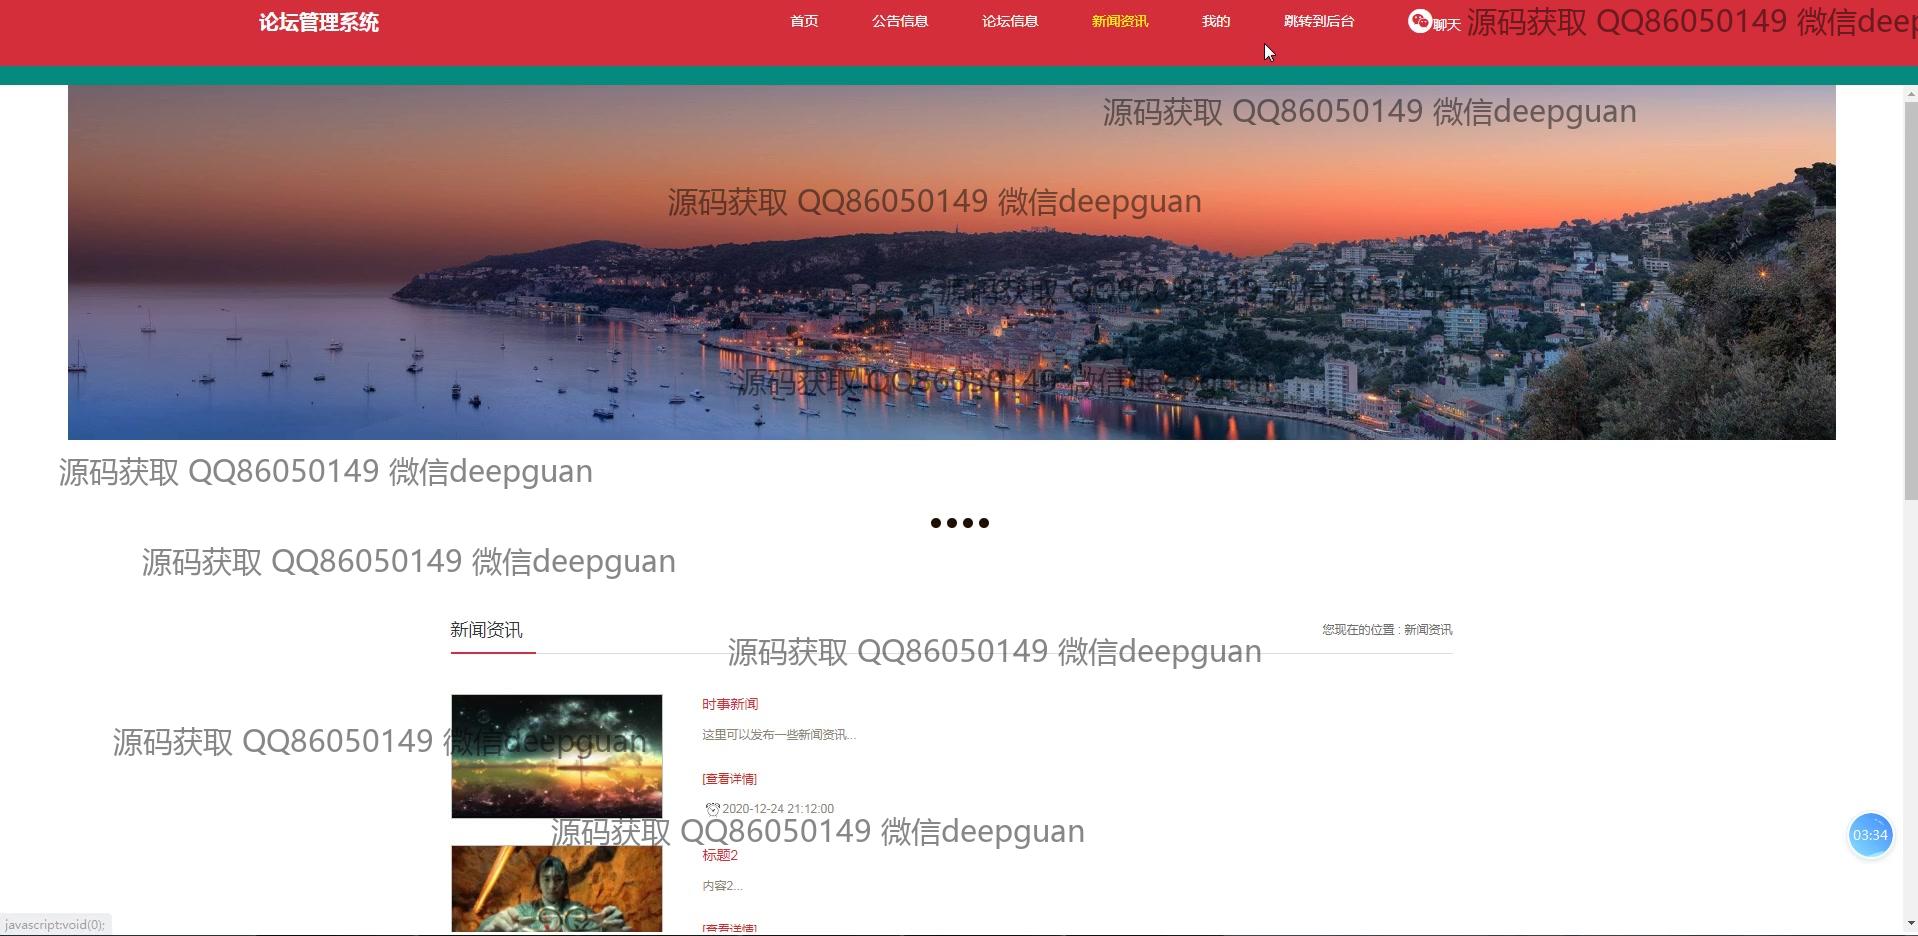 论坛管理系统 首页 公告信息 论坛信息 新闻资讯 我的 跳转到后台 聊天 源码获取 QQ86050149 微信deep
源码获取 QQ86050149 微信deepguan
源码获取 QQ86050149 微信deepguan
源码获取 QQ86050149 微信deepguan
源码获取 QQ86050149 微信deepguan
源码获取 QQ86050149 微信deepguan
源码获取 QQ86050149 微信deepguan
新闻资讯 您现在的位置 : 新闻资讯
源码获取 QQ86050149 微信deepguan
时事新闻
这里可以发布一些新闻资讯...
源码获取 QQ86050149 微信deepguan
[查看详情]
2020-12-24 21:12:00
源码获取 QQ86050149 微信deepguan
03:34
标题2
内容2...
[查看详情]
javascript:void(0);